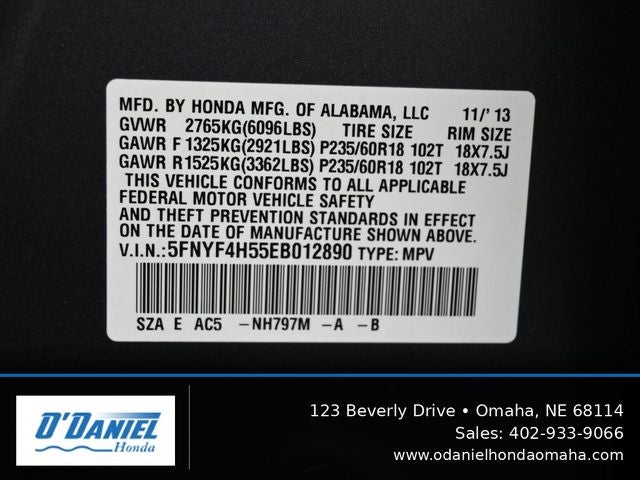 MFD. BY HONDA MFG. OF ALABAMA, LLC 11/' 13
GVWR 2765KG(6096LBS) TIRE SIZE RIM SIZE
GAWR F 1325KG(2921LBS) P235/60R18 102T 18X7.5J
GAWR R1525KG(3362LBS) P235/60R18 102T 18X7.5J
THIS VEHICLE CONFORMS TO ALL APPLICABLE
FEDERAL MOTOR VEHICLE SAFETY
AND THEFT PREVENTION STANDARDS IN EFFECT
ON THE DATE OF MANUFACTURE SHOWN ABOVE.
V.I.N.:5FNYF4H55EB012890 TYPE: MPV
SZA E AC5 -NH797M -A -B
O'DANIEL
Honda
123 Beverly Drive • Omaha, NE 68114
Sales: 402-933-9066
www.odanielhondaomaha.com